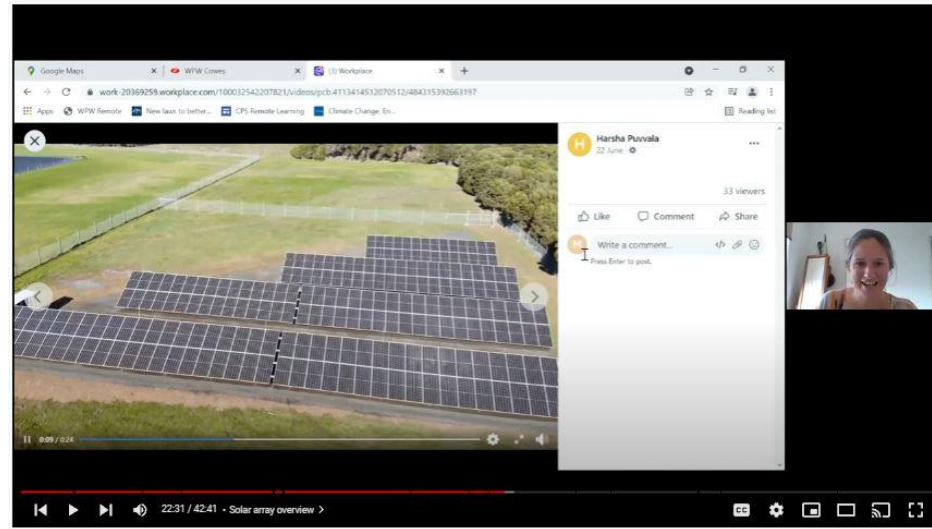 Google Maps
WPW Cowes
(3) Workplace
work-20369259.workplace.com/100032542207821/videos/pcb.4113414512070512/484315392663197
Apps
WPW Remote
New laws to better...
CPS Remote Learning
Climate Change, En...
Reading list
H
Harsha Puvvala
22 June
33 viewers
Like
Comment
Share
Write a comment...
Press Enter to post.
0:09 / 0:24
22:31 / 42:41 • Solar array overview >
CC